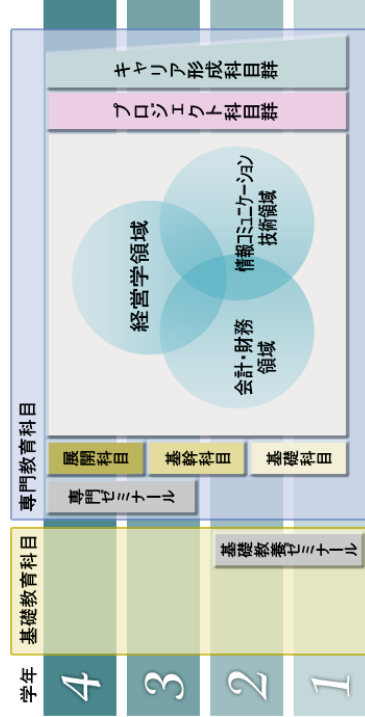 学年
基礎教育科目
専門教育科目
4
3
2
1
基礎教養ゼミナール
専門ゼミナール
展開科目
基幹科目
基礎科目
経営学領域
会計・財務
領域
情報コミュニケーション
技術領域
プロジェクト科目群
キャリア形成科目群